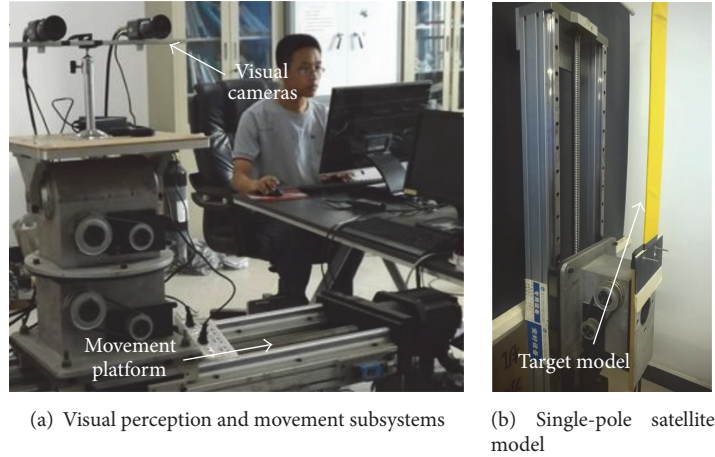 Visual
cameras
Movement
platform
Target model
(a) Visual perception and movement subsystems
(b) Single-pole satellite
model